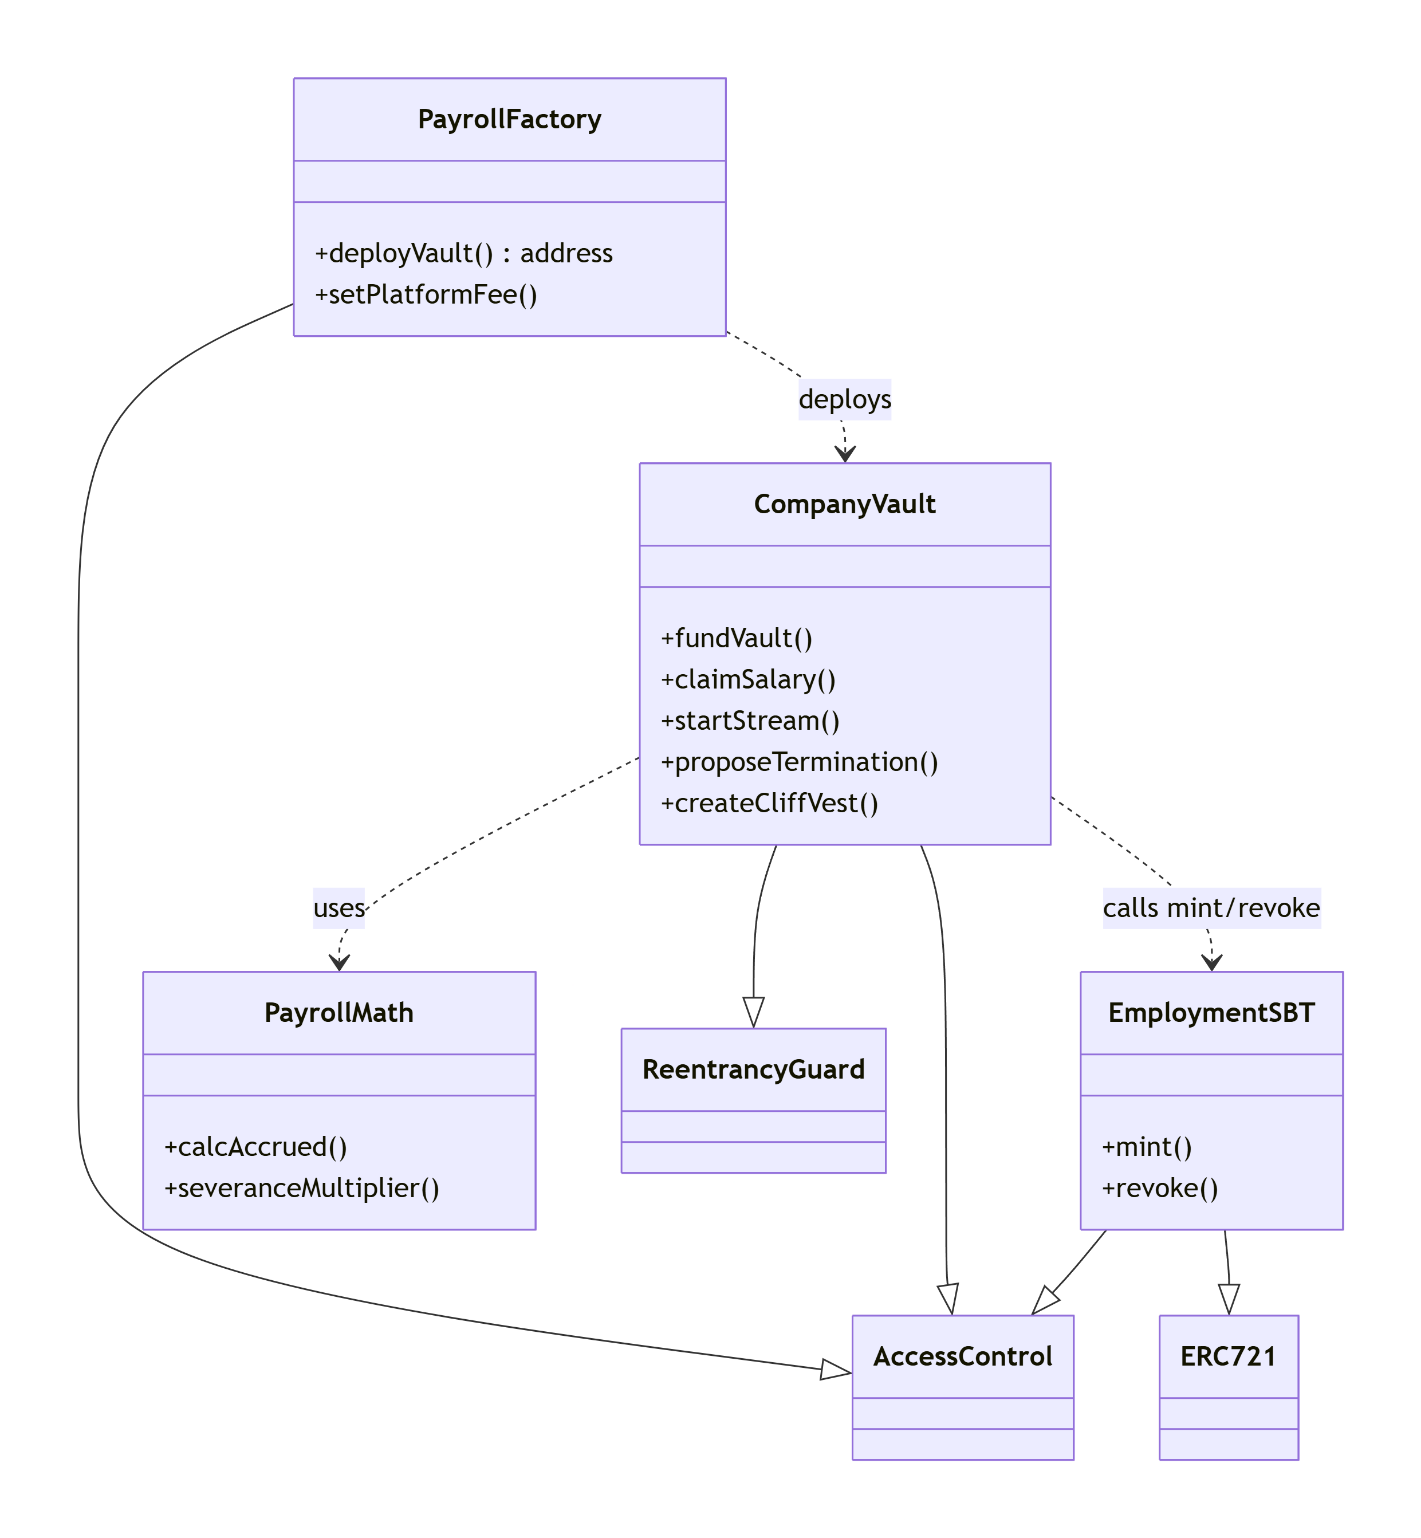 PayrollFactory
+deployVault() : address
+setPlatformFee()
deploys
CompanyVault
+fundVault()
+claimSalary()
+startStream()
+proposeTermination()
+createCliffVest()
uses
calls mint/revoke
PayrollMath
+calcAccrued()
+severanceMultiplier()
ReentrancyGuard
EmploymentSBT
+mint()
+revoke()
AccessControl
ERC721